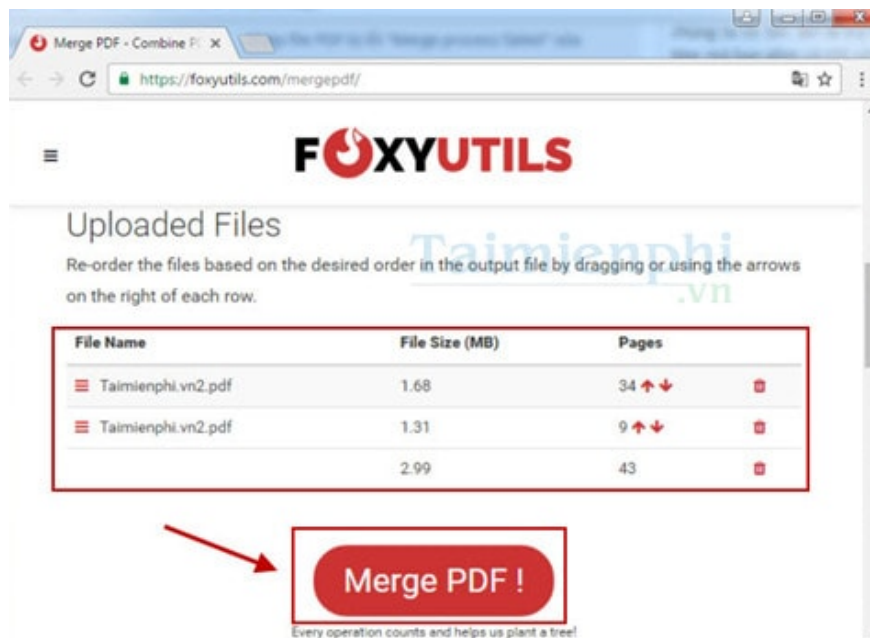 Merge PDF - Combine P
https://foxyutils.com/mergepdf/
FOXYUTILS
Uploaded Files
Taimienphi
.vn
Re-order the files based on the desired order in the output file by dragging or using the arrows
on the right of each row.
File Name File Size (MB) Pages
Taimienphi.vn2.pdf 1.68 34
Taimienphi.vn2.pdf 1.31 9
2.99 43
Merge PDF !
Every operation counts and helps us plant a tree!